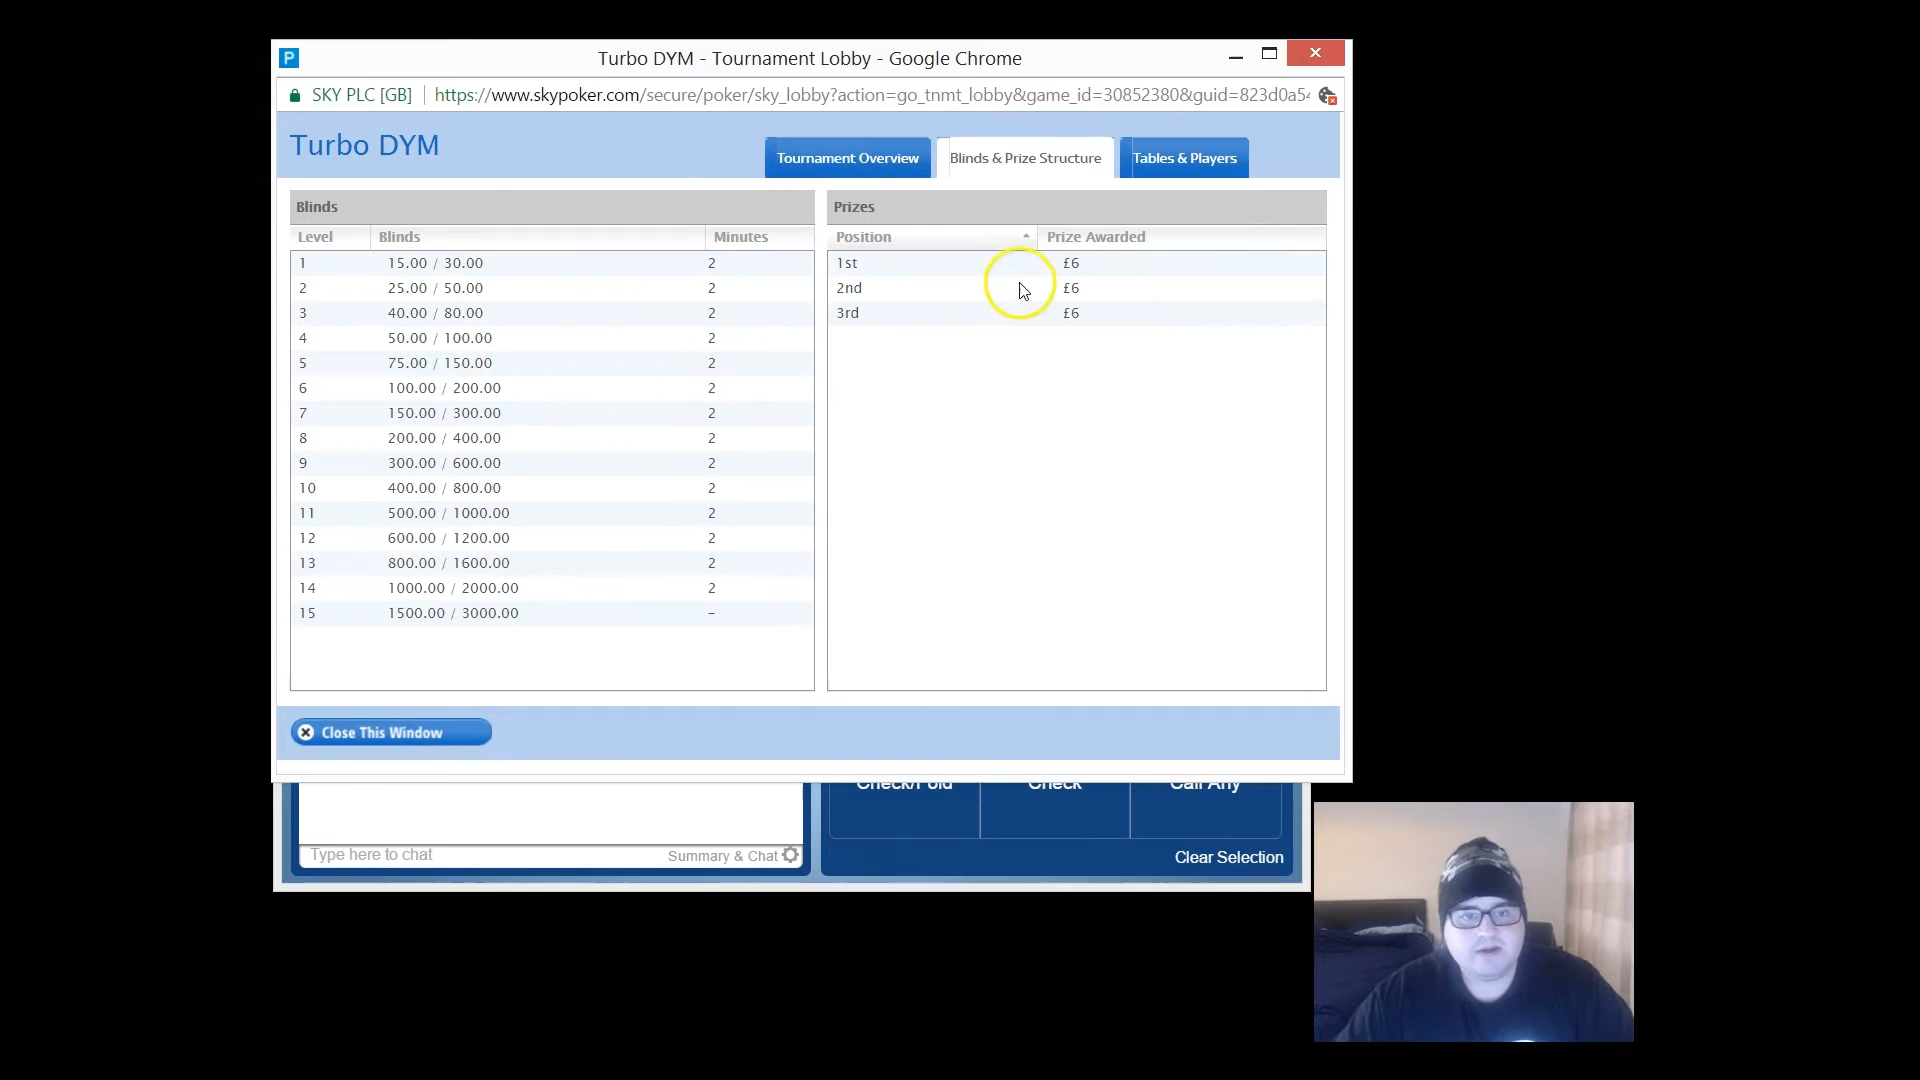 P
Turbo DYM - Tournament Lobby - Google Chrome
SKY PLC [GB]
https://www.skypoker.com/secure/poker/sky_lobby?action=go_tnmt_lobby&game_id=30852380&guid=823d0a54
Turbo DYM
Tournament Overview
Blinds & Prize Structure
Tables & Players
Blinds
Level Blinds Minutes
1 15.00 / 30.00 2
2 25.00 / 50.00 2
3 40.00 / 80.00 2
4 50.00 / 100.00 2
5 75.00 / 150.00 2
6 100.00 / 200.00 2
7 150.00 / 300.00 2
8 200.00 / 400.00 2
9 300.00 / 600.00 2
10 400.00 / 800.00 2
11 500.00 / 1000.00 2
12 600.00 / 1200.00 2
13 800.00 / 1600.00 2
14 1000.00 / 2000.00 2
15 1500.00 / 3000.00 -
Prizes
Position Prize Awarded
1st £6
2nd £6
3rd £6
Close This Window
Check/Fold
Check
Call Any
Type here to chat
Summary & Chat
Clear Selection